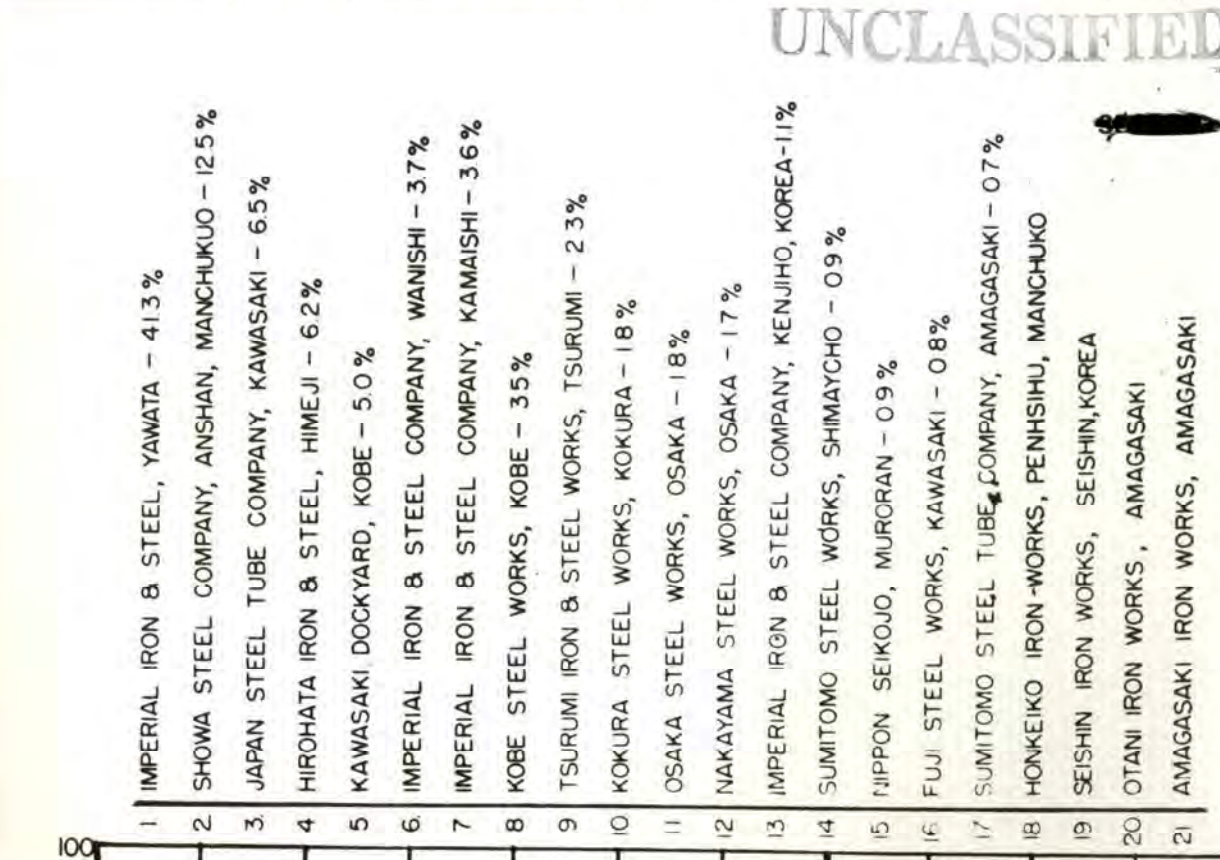 UNCLASSIFIED
1 IMPERIAL IRON & STEEL, YAWATA - 41.3%
2. SHOWA STEEL COMPANY, ANSHAN, MANCHUKUO - 12.5%
3. JAPAN STEEL TUBE COMPANY, KAWASAKI - 6.5%
4 HIROHATA IRON & STEEL, HIMEJI - 6.2%
5 KAWASAKI DOCKYARD, KOBE - 5.0%
6. IMPERIAL IRON & STEEL COMPANY, WANISHI - 3.7%
7 IMPERIAL IRON & STEEL COMPANY, KAMAISHI - 3.6%
8 KOBE STEEL WORKS, KOBE - 3.5%
9 TSURUMI IRON & STEEL WORKS, TSURUMI - 2.3%
10. KOKURA STEEL WORKS, KOKURA - 1.8%
11 OSAKA STEEL WORKS, OSAKA - 1.8%
12 NAKAYAMA STEEL WORKS, OSAKA - 1.7%
13 IMPERIAL IRON & STEEL COMPANY, KENJIHO, KOREA - 1.1%
14 SUMITOMO STEEL WORKS, SHIMAYCHO - 0.9%
15 NIPPON SEIKOJO, MURORAN - 0.9%
16 FUJI STEEL WORKS, KAWASAKI - 0.8%
17 SUMITOMO STEEL TUBE COMPANY, AMAGASAKI - 0.7%
18 HONKEIKO IRON-WORKS, PENHSIHU, MANCHUKO
19 SEISHIN IRON WORKS, SEISHIN, KOREA
20 OTANI IRON WORKS, AMAGASAKI
21 AMAGASAKI IRON WORKS, AMAGASAKI
100